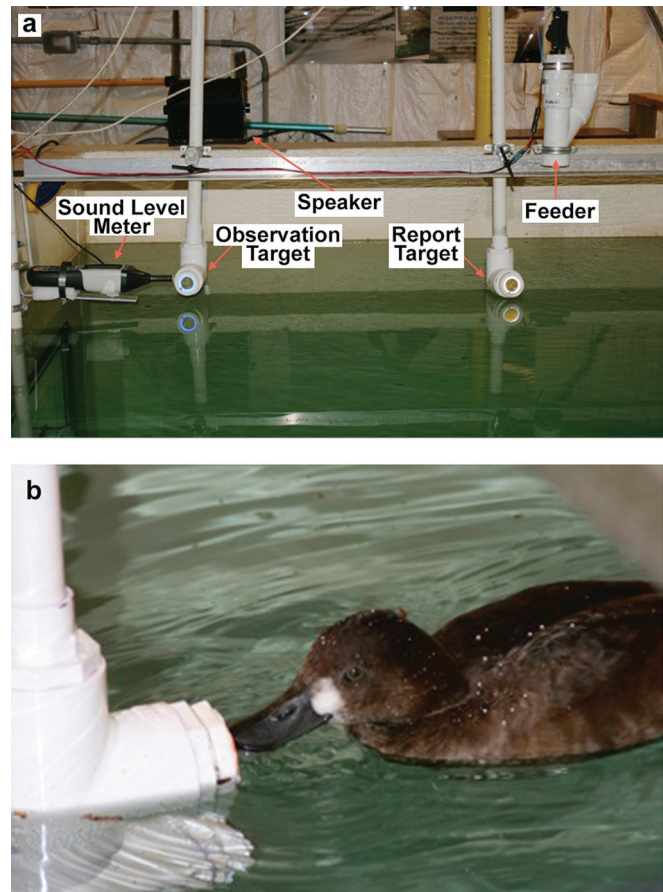 a
Speaker
Feeder
Sound Level
Meter
Observation
Target
Report
Target
b